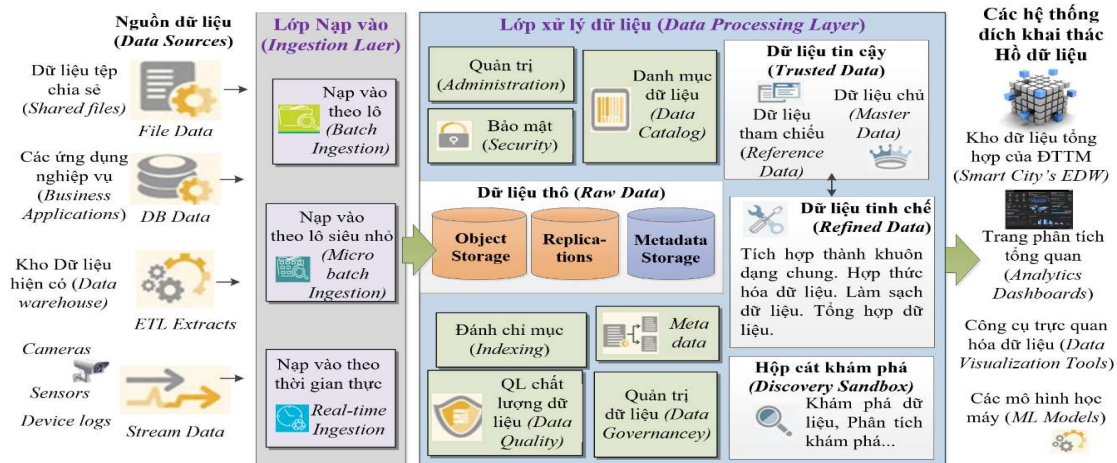 Nguồn dữ liệu
(Data Sources)
Dữ liệu tệp
chia sẻ
(Shared files)
File Data
Các ứng dụng
nghiệp vụ
(Business
Applications)
DB Data
Kho Dữ liệu
hiện có (Data
warehouse)
ETL Extracts
Cameras
Sensors
Device logs
Stream Data
Lớp Nạp vào
(Ingestion Laer)
Nạp vào
theo lô
(Batch
Ingestion)
Nạp vào
theo lô siêu nhỏ
(Micro
batch
Ingestion)
Nạp vào theo
thời gian thực
Real-time
Ingestion
Lớp xử lý dữ liệu (Data Processing Layer)
Quản trị
(Administration)
Bảo mật
(Security)
Danh mục
dữ liệu
(Data
Catalog)
Dữ liệu tin cậy
(Trusted Data)
Dữ liệu
tham chiếu
(Reference
Data)
Dữ liệu chủ
(Master
Data)
Dữ liệu thô (Raw Data)
Object
Storage
Replica-
tions
Metadata
Storage
Dữ liệu tinh chế
(Refined Data)
Tích hợp thành khuôn
dạng chung. Hợp thức
hóa dữ liệu. Làm sạch
dữ liệu. Tổng hợp dữ
liệu.
Đánh chỉ mục
(Indexing)
Meta
data
QL chất
lượng dữ
liệu (Data
Quality)
Quản trị
dữ liệu (Data
Governancey)
Hộp cát khám phá
(Discovery Sandbox)
Khám phá dữ
liệu, Phân tích
khám phá...
Các hệ thống
dích khai thác
Hồ dữ liệu
Kho dữ liệu tổng
hợp của ĐTTM
(Smart City's EDW)
Trang phân tích
tổng quan
(Analytics
Dashboards)
Công cụ trực quan
hóa dữ liệu (Data
Visualization Tools)
Các mô hình học
máy (ML Models)